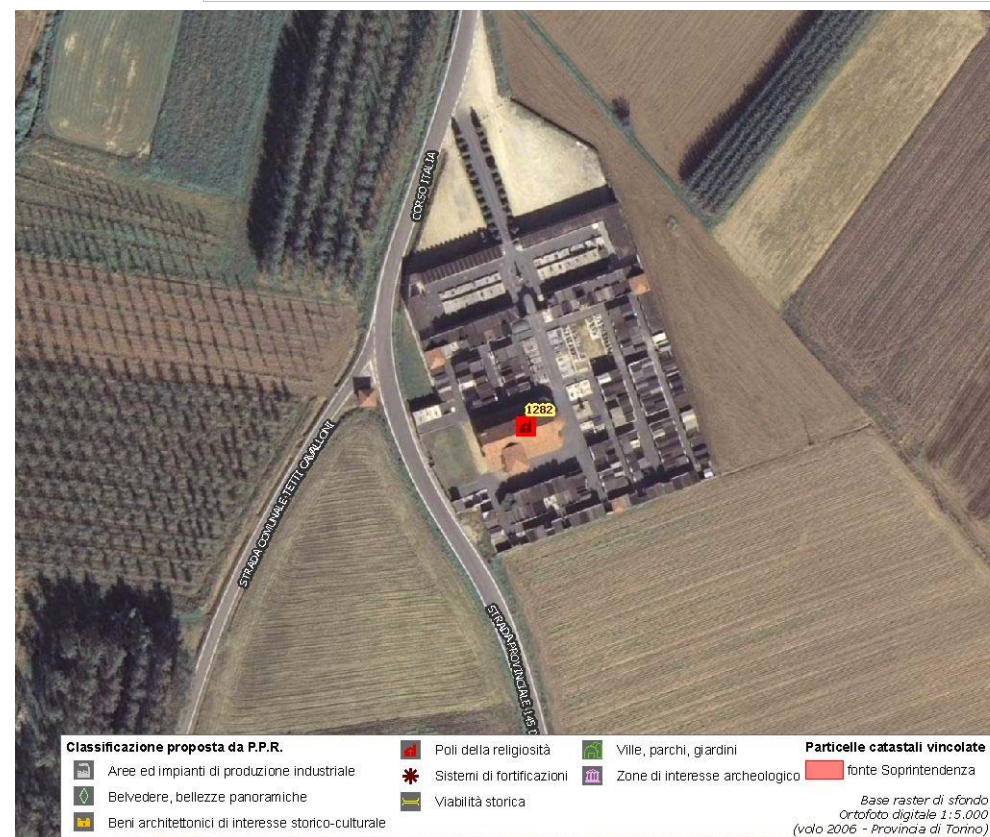 CORSO ITALIA
1282
STRADA COMUNALE TETTI CAVALLONI
STRADA PROVINCIALE 145 D
Classificazione proposta da P.P.R.
Aree ed impianti di produzione industriale
Belvedere, bellezze panoramiche
Beni architettonici di interesse storico-culturale
Poli della religiosità
Sistemi di fortificazioni
Viabilità storica
Ville, parchi, giardini
Zone di interesse archeologico
Particelle catastali vincolate
fonte Soprintendenza
Base raster di sfondo
Ortofoto digitale 1:5.000
(volo 2006 - Provincia di Torino)